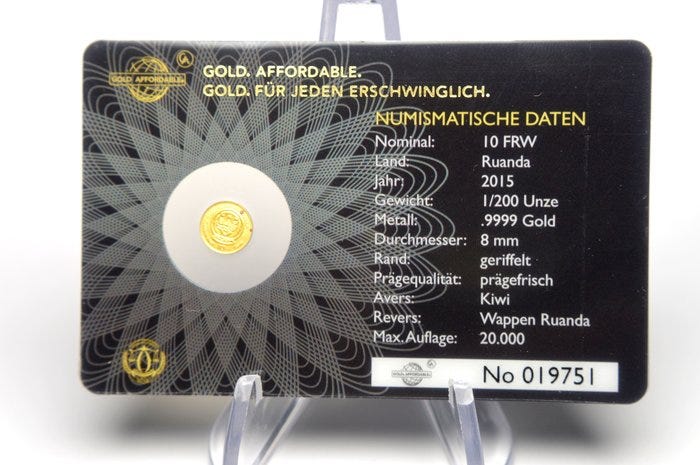 GOLD. AFFORDABLE.
GOLD. AFFORDABLE.
GOLD. FÜR JEDEN ERSCHWINGLICH.
NUMISMATISCHE DATEN
Nominal: 10 FRW
Land: Ruanda
Jahr: 2015
Gewicht: 1/200 Unze
Metall: .9999 Gold
Durchmesser: 8 mm
Rand: geriffelt
Prägequalität: prägefrisch
Avers: Kiwi
Revers: Wappen Ruanda
Max. Auflage: 20.000
GOLD. AFFORDABLE.
No 019751